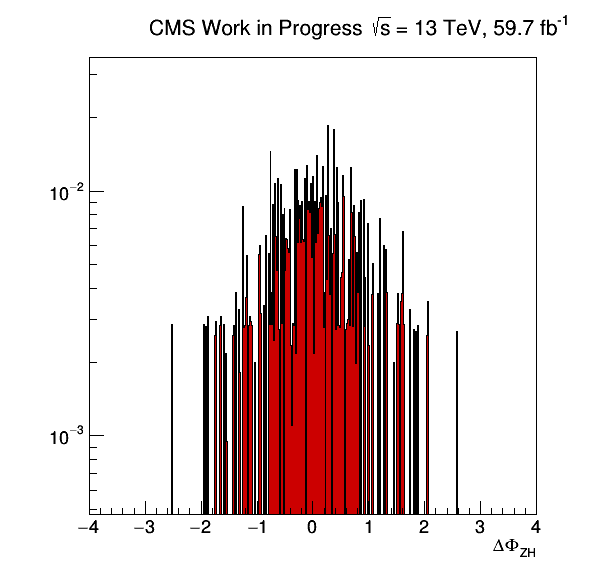 CMS Work in Progress √s = 13 TeV, 59.7 fb⁻¹
10⁻²
10⁻³
−4 −3 −2 −1 0 1 2 3 4
ΔΦ_ZH